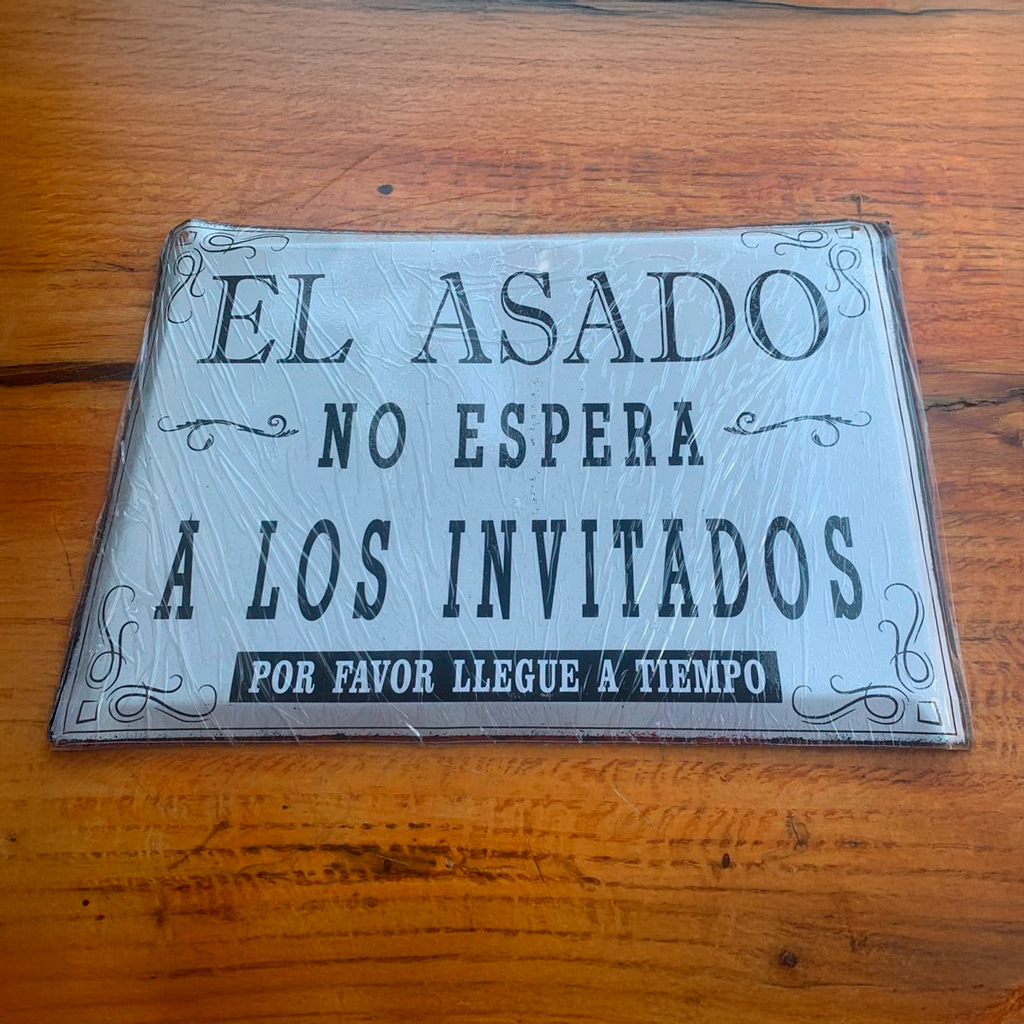 EL ASADO
NO ESPERA
A LOS INVITADOS
POR FAVOR LLEGUE A TIEMPO